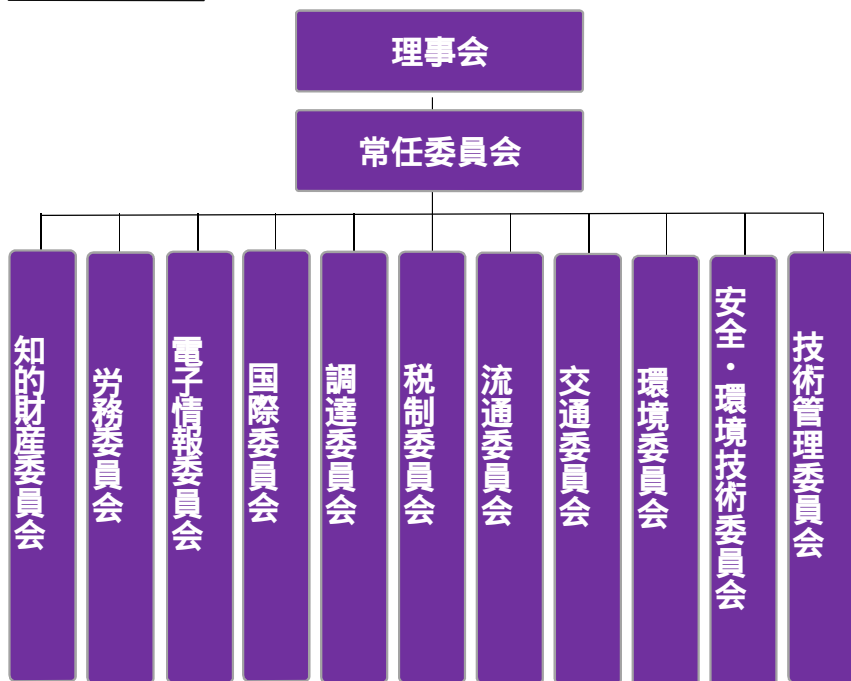 理事会
常任委員会
知的財産委員会
労務委員会
電子情報委員会
国際委員会
調達委員会
税制委員会
流通委員会
交通委員会
環境委員会
安全・環境技術委員会
技術管理委員会